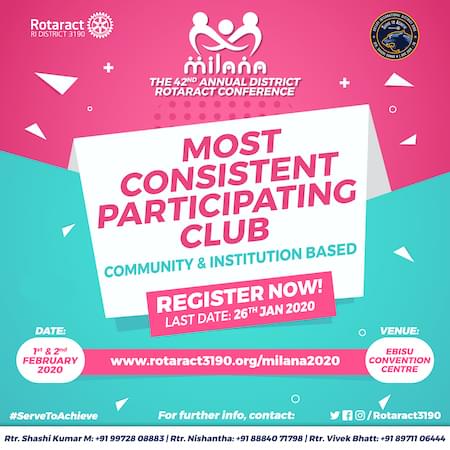 Rotaract
RI DISTRICT 3190
milana
THE 42ND ANNUAL DISTRICT
ROTARACT CONFERENCE
MOST
CONSISTENT
PARTICIPATING
CLUB
COMMUNITY & INSTITUTION BASED
REGISTER NOW!
LAST DATE: 26TH JAN 2020
DATE:
1st & 2nd
FEBRUARY
2020
www.rotaract3190.org/milana2020
VENUE:
EBISU
CONVENTION
CENTRE
#ServeToAchieve
For further info, contact:
/Rotaract3190
Rtr. Shashi Kumar M: +91 99728 08883 | Rtr. Nishantha: +91 88840 71798 | Rtr. Vivek Bhatt: +91 89711 06444